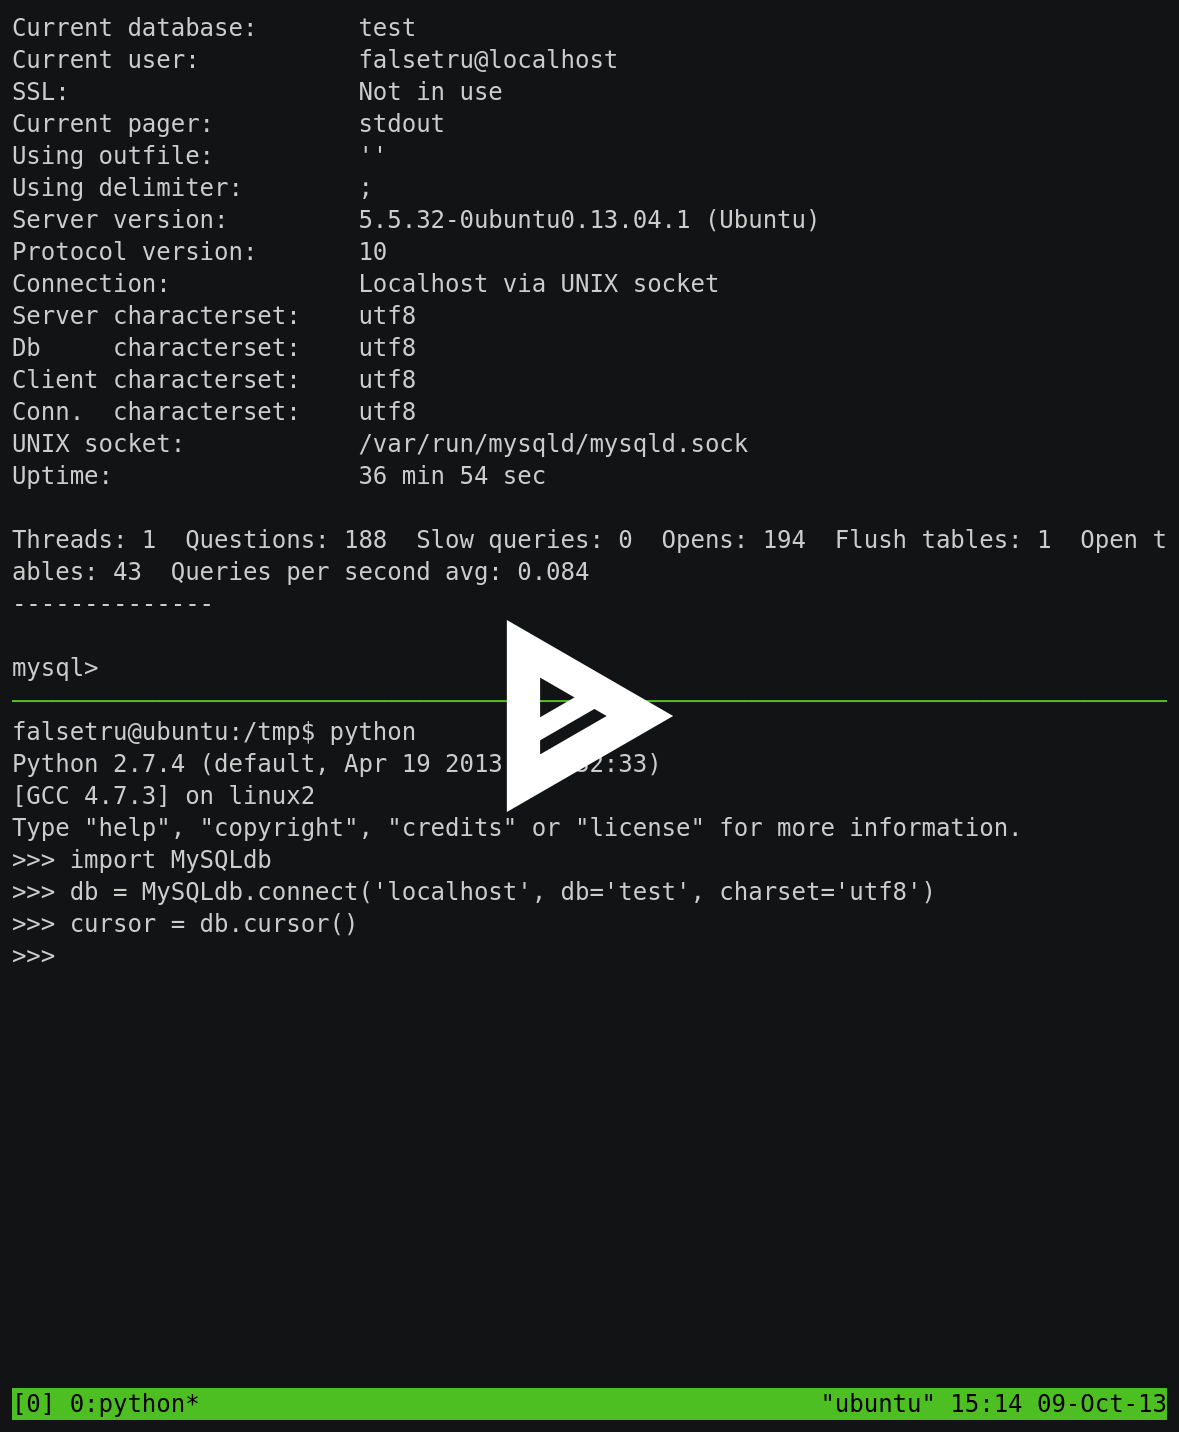 Current database:       test
Current user:           falsetru@localhost
SSL:                    Not in use
Current pager:          stdout
Using outfile:          ''
Using delimiter:        ;
Server version:         5.5.32-0ubuntu0.13.04.1 (Ubuntu)
Protocol version:       10
Connection:             Localhost via UNIX socket
Server characterset:    utf8
Db     characterset:    utf8
Client characterset:    utf8
Conn.  characterset:    utf8
UNIX socket:            /var/run/mysqld/mysqld.sock
Uptime:                 36 min 54 sec
Threads: 1  Questions: 188  Slow queries: 0  Opens: 194  Flush tables: 1  Open t
ables: 43  Queries per second avg: 0.084
--------------
mysql>
falsetru@ubuntu:/tmp$ python
Python 2.7.4 (default, Apr 19 2013
[GCC 4.7.3] on linux2
Type "help", "copyright", "credits" or "license" for more information.
>>> import MySQLdb
>>> db = MySQLdb.connect('localhost', db='test', charset='utf8')
>>> cursor = db.cursor()
>>>
[0] 0:python*                                           "ubuntu" 15:14 09-Oct-13